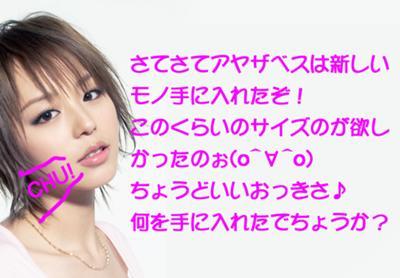 さてさてアヤザベスは新しい
モノ手に入れたぞ！
このくらいのサイズのが欲し
かったのぉ(o^∀^o)
ちょうどいいおっきさ♪
何を手に入れたでちょうか？
CHU!